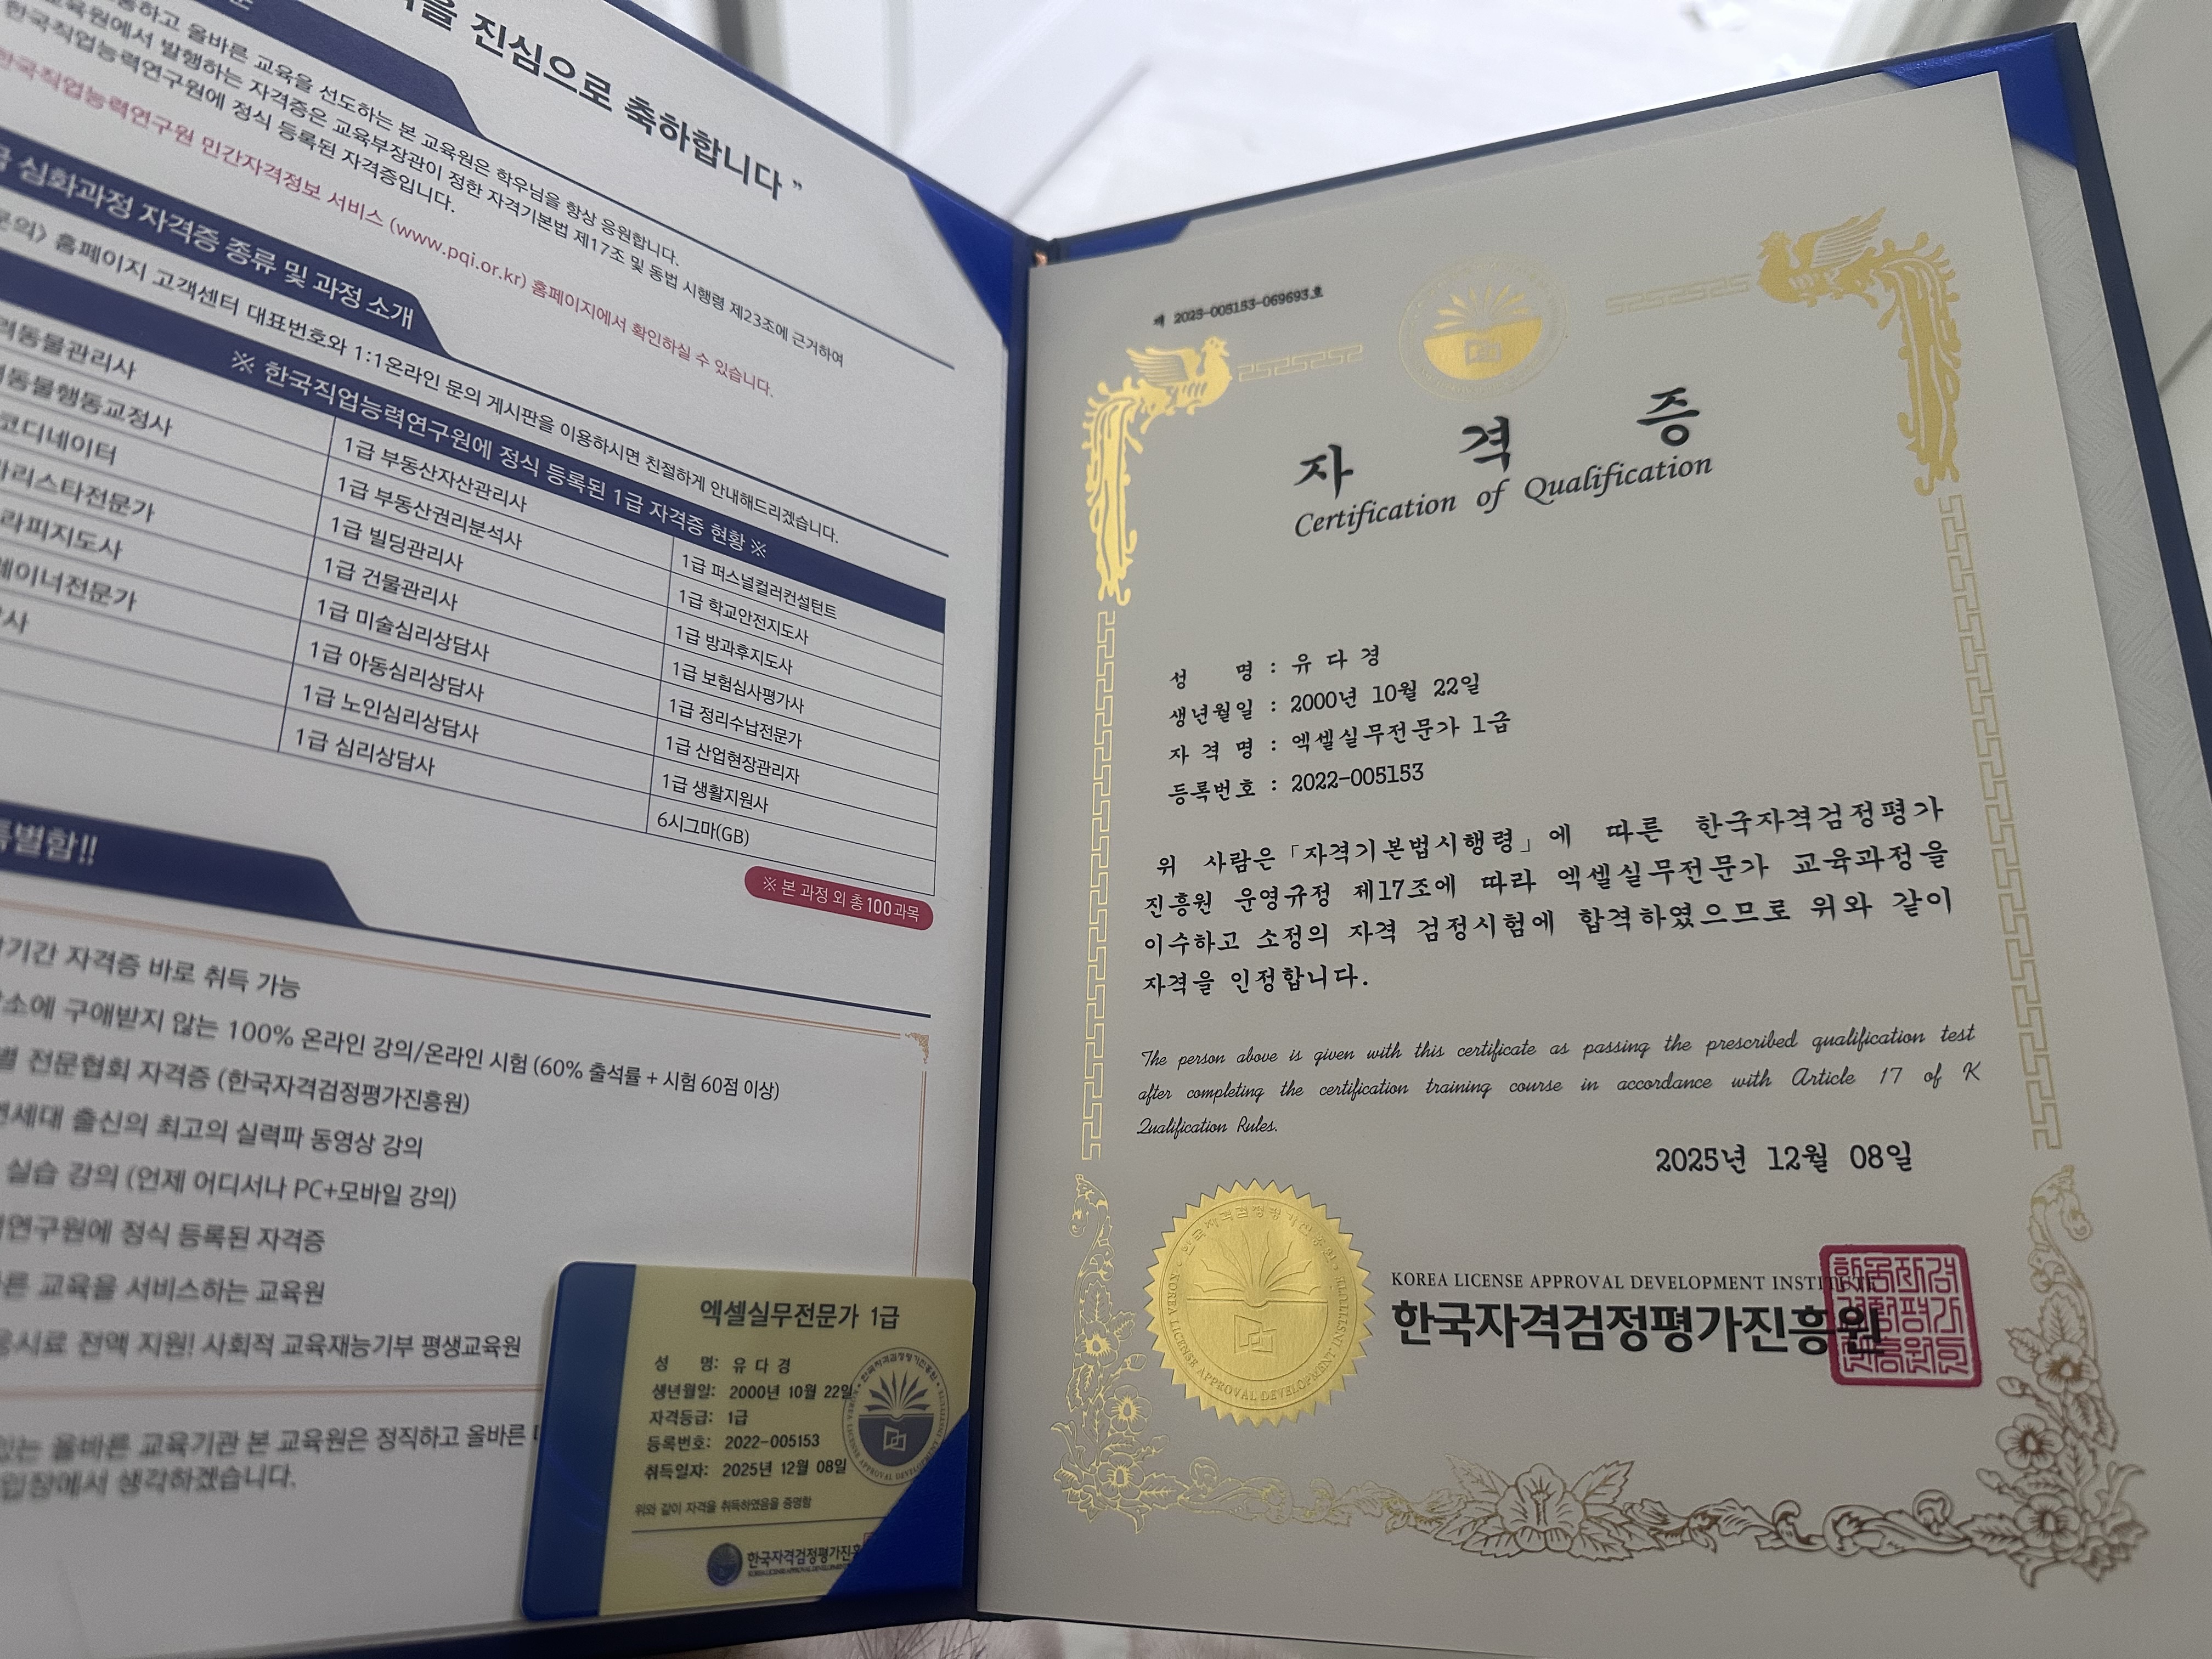 진심으로 축하합니다 "
하고 올바른 교육을 선도하는 본 교육원은 학우님을 항상 응원합니다.
교육원에서 발행하는 자격증은 교육부장관이 정한 자격기본법 제17조 및 동법 시행령 제23조에 근거하여
한국직업능력연구원에 정식 등록된 자격증입니다.
한국직업능력연구원 민간자격정보 서비스 (www.pqi.or.kr) 홈페이지에서 확인하실 수 있습니다.
급 심화과정 자격증 종류 및 과정 소개
문의> 홈페이지 고객센터 대표번호와 1:1온라인 문의 게시판을 이용하시면 친절하게 안내해드리겠습니다.
※ 한국직업능력연구원에 정식 등록된 1급 자격증 현황 ※
력동물관리사
동물행동교정사
코디네이터
바리스타전문가
라피지도사
레이너전문가
사
1급 부동산자산관리사
1급 부동산권리분석사
1급 빌딩관리사
1급 건물관리사
1급 미술심리상담사
1급 아동심리상담사
1급 노인심리상담사
1급 심리상담사
1급 퍼스널컬러컨설턴트
1급 학교안전지도사
1급 방과후지도사
1급 보험심사평가사
1급 정리수납전문가
1급 산업현장관리자
1급 생활지원사
6시그마(GB)
※ 본 과정 외 총100과목
특별함!!
기간 자격증 바로 취득 가능
소에 구애받지 않는 100% 온라인 강의/온라인 시험 (60% 출석률 + 시험 60점 이상)
별 전문협회 자격증 (한국자격검정평가진흥원)
연세대 출신의 최고의 실력파 동영상 강의
실습 강의 (언제 어디서나 PC+모바일 강의)
연구원에 정식 등록된 자격증
른 교육을 서비스하는 교육원
응시료 전액 지원! 사회적 교육재능기부 평생교육원
있는 올바른 교육기관 본 교육원은 정직하고 올바른
입장에서 생각하겠습니다.
엑셀실무전문가 1급
성 명: 유 다 경
생년월일: 2000년 10월 22일
자격등급: 1급
등록번호: 2022-005153
취득일자: 2025년 12월 08일
위와 같이 자격을 취득하였음을 증명함
한국자격검정평가진흥
제 2025-005153-069693호
자 격 증
Certification of Qualification
성 명 : 유 다 경
생년월일 : 2000년 10월 22일
자 격 명 : 엑셀실무전문가 1급
등록번호 : 2022-005153
위 사람은「자격기본법시행령」에 따른 한국자격검정평가
진흥원 운영규정 제17조에 따라 엑셀실무전문가 교육과정을
이수하고 소정의 자격 검정시험에 합격하였으므로 위와 같이
자격을 인정합니다.
The person above is given with this certificate as passing the prescribed qualification test
after completing the certification training course in accordance with Article 17 of K
Qualification Rules.
2025년 12월 08일
KOREA LICENSE APPROVAL DEVELOPMENT INSTITUTE
한국자격검정평가진흥원
한국자격검정평가진흥원
KOREA LICENSE APPROVAL DEVELOPMENT INSTITUTE